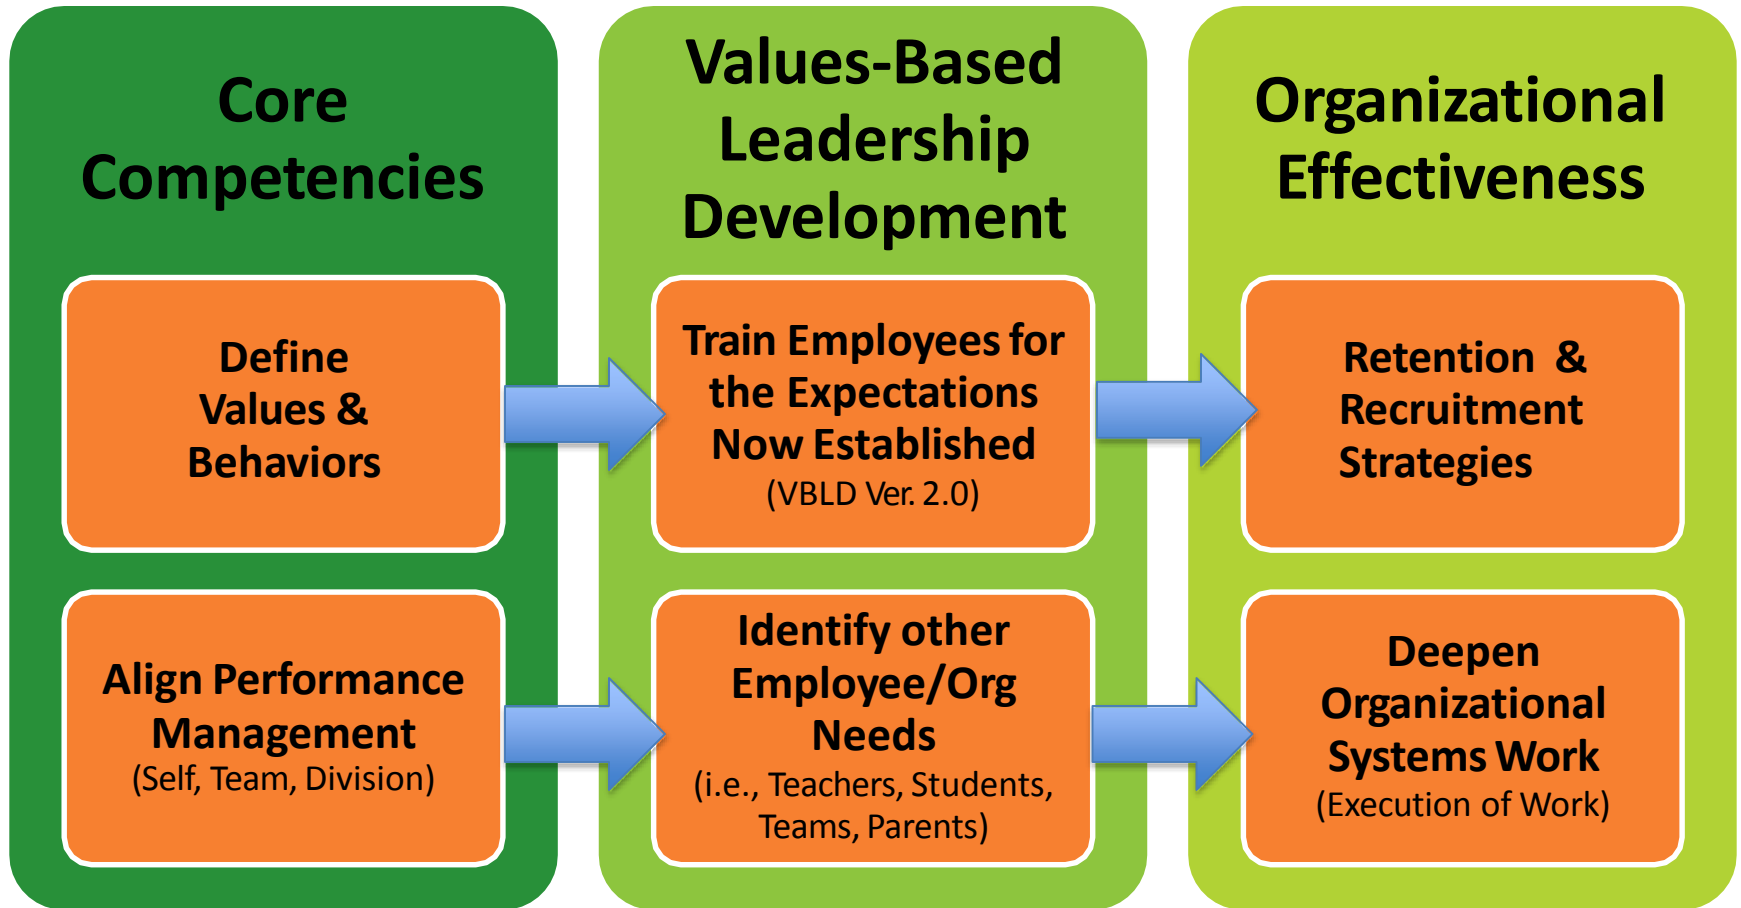 Core
Competencies
Define
Values &
Behaviors
Align Performance
Management
(Self, Team, Division)
Values-Based
Leadership
Development
Train Employees for
the Expectations
Now Established
(VBLD Ver. 2.0)
Identify other
Employee/Org
Needs
(i.e., Teachers, Students,
Teams, Parents)
Organizational
Effectiveness
Retention &
Recruitment
Strategies
Deepen
Organizational
Systems Work
(Execution of Work)